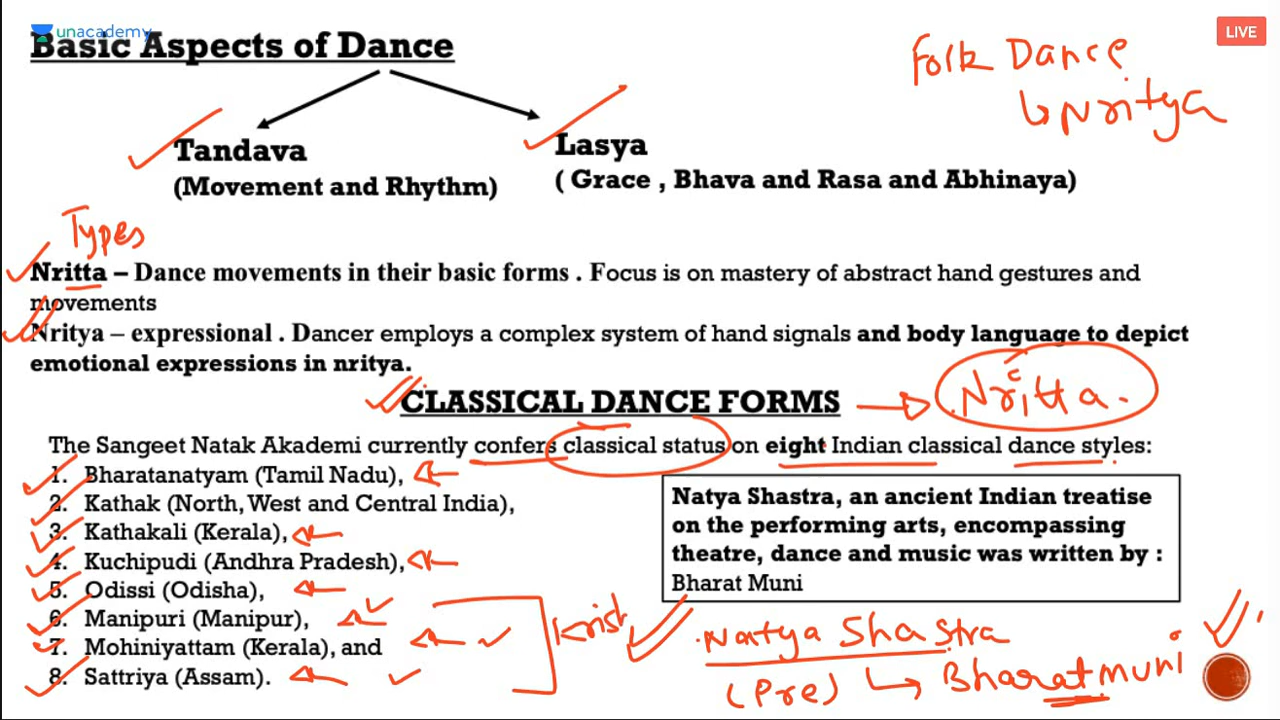 unacademy
LIVE
Basic Aspects of Dance
Folk Dance
↳ Nritya
Tandava
(Movement and Rhythm)
Lasya
( Grace , Bhava and Rasa and Abhinaya)
Types
Nritta – Dance movements in their basic forms . Focus is on mastery of abstract hand gestures and
movements
Nritya – expressional . Dancer employs a complex system of hand signals and body language to depict
emotional expressions in nritya.
CLASSICAL DANCE FORMS → Nritta.
The Sangeet Natak Akademi currently confers classical status on eight Indian classical dance styles:
1. Bharatanatyam (Tamil Nadu),
2. Kathak (North, West and Central India),
3. Kathakali (Kerala),
4. Kuchipudi (Andhra Pradesh),
5. Odissi (Odisha),
6. Manipuri (Manipur),
7. Mohiniyattam (Kerala), and
8. Sattriya (Assam).
Krish
Natya Shastra, an ancient Indian treatise
on the performing arts, encompassing
theatre, dance and music was written by :
Bharat Muni
Natya Shastra
(Pre) ↳ Bharatmuni